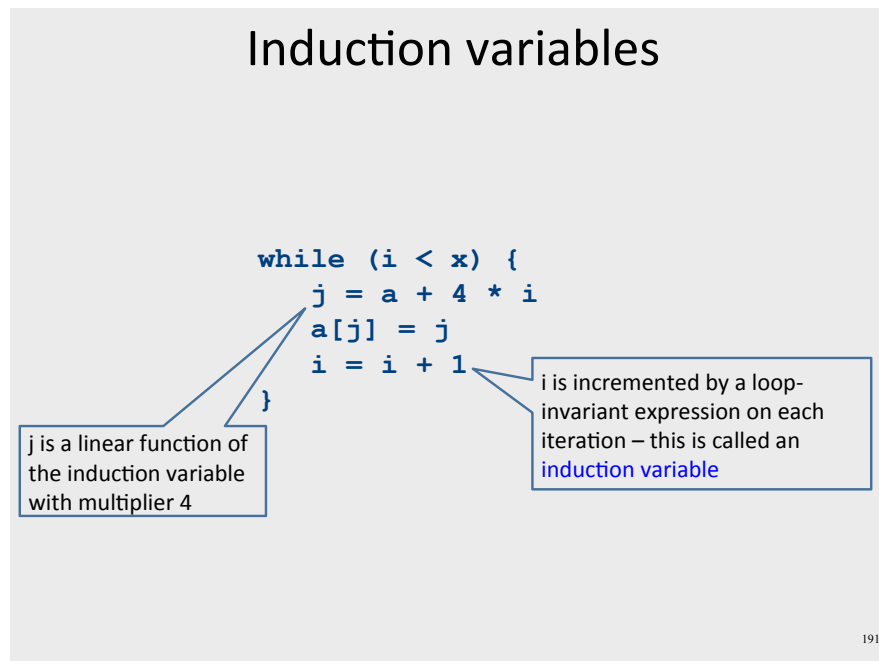 Induction variables
while (i < x) {
j = a + 4 * i
a[j] = j
i = i + 1
}
j is a linear function of
the induction variable
with multiplier 4
i is incremented by a loop-
invariant expression on each
iteration – this is called an
induction variable
191